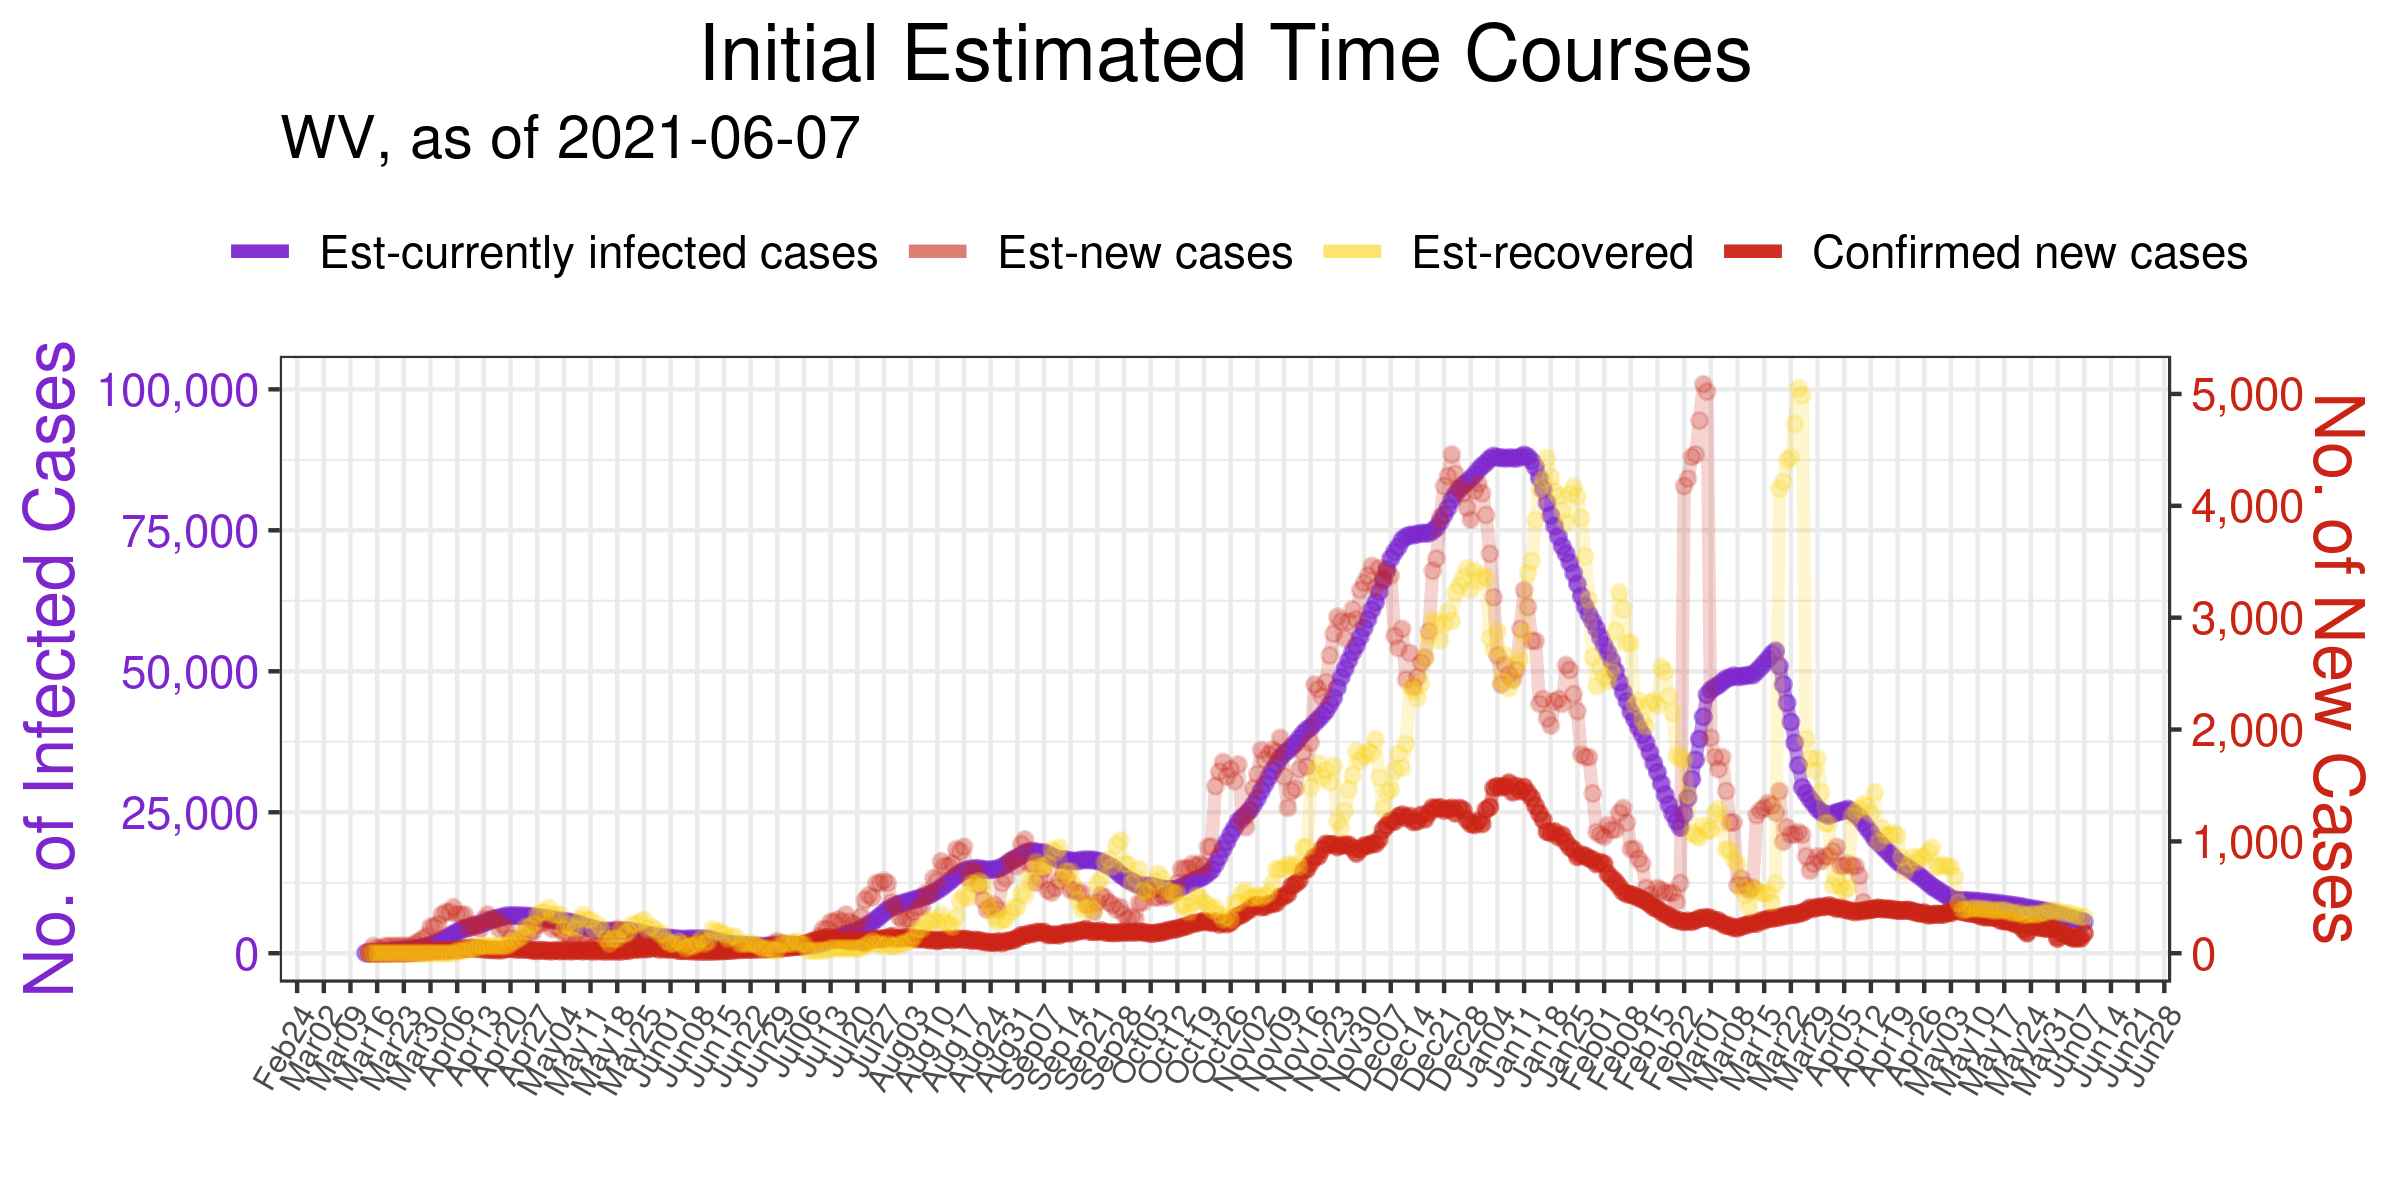 Initial Estimated Time Courses
WV, as of 2021-06-07
Est-currently infected cases Est-new cases Est-recovered Confirmed new cases
No. of Infected Cases
100,000
75,000
50,000
25,000
0
5,000
4,000
3,000
2,000
1,000
0
No. of New Cases
Feb24 Mar02 Mar09 Mar16 Mar23 Mar30 Apr06 Apr13 Apr20 Apr27 May04 May11 May18 May25 Jun01 Jun08 Jun15 Jun22 Jun29 Jul06 Jul13 Jul20 Jul27 Aug03 Aug10 Aug17 Aug24 Aug31 Sep07 Sep14 Sep21 Sep28 Oct05 Oct12 Oct19 Oct26 Nov02 Nov09 Nov16 Nov23 Nov30 Dec07 Dec14 Dec21 Dec28 Jan04 Jan11 Jan18 Jan25 Feb01 Feb08 Feb15 Feb22 Mar01 Mar08 Mar15 Mar22 Mar29 Apr05 Apr12 Apr19 Apr26 May03 May10 May17 May24 May31 Jun07 Jun14 Jun21 Jun28